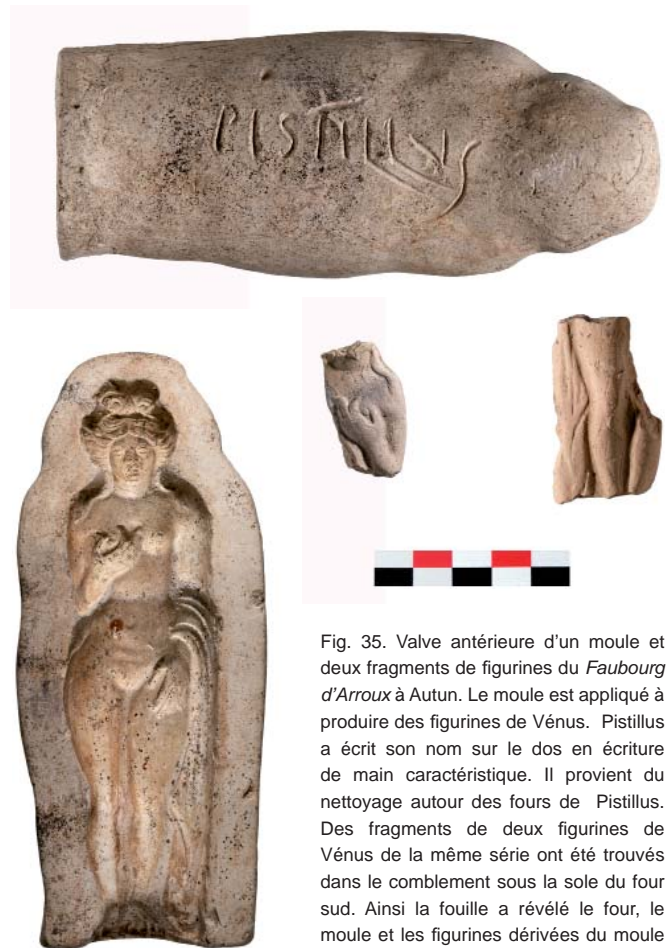 PISTILLUS
Fig. 35. Valve antérieure d'un moule et
deux fragments de figurines du Faubourg
d'Arroux à Autun. Le moule est appliqué à
produire des figurines de Vénus. Pistillus
a écrit son nom sur le dos en écriture
de main caractéristique. Il provient du
nettoyage autour des fours de Pistillus.
Des fragments de deux figurines de
Vénus de la même série ont été trouvés
dans le comblement sous la sole du four
sud. Ainsi la fouille a révélé le four, le
moule et les figurines dérivées du moule